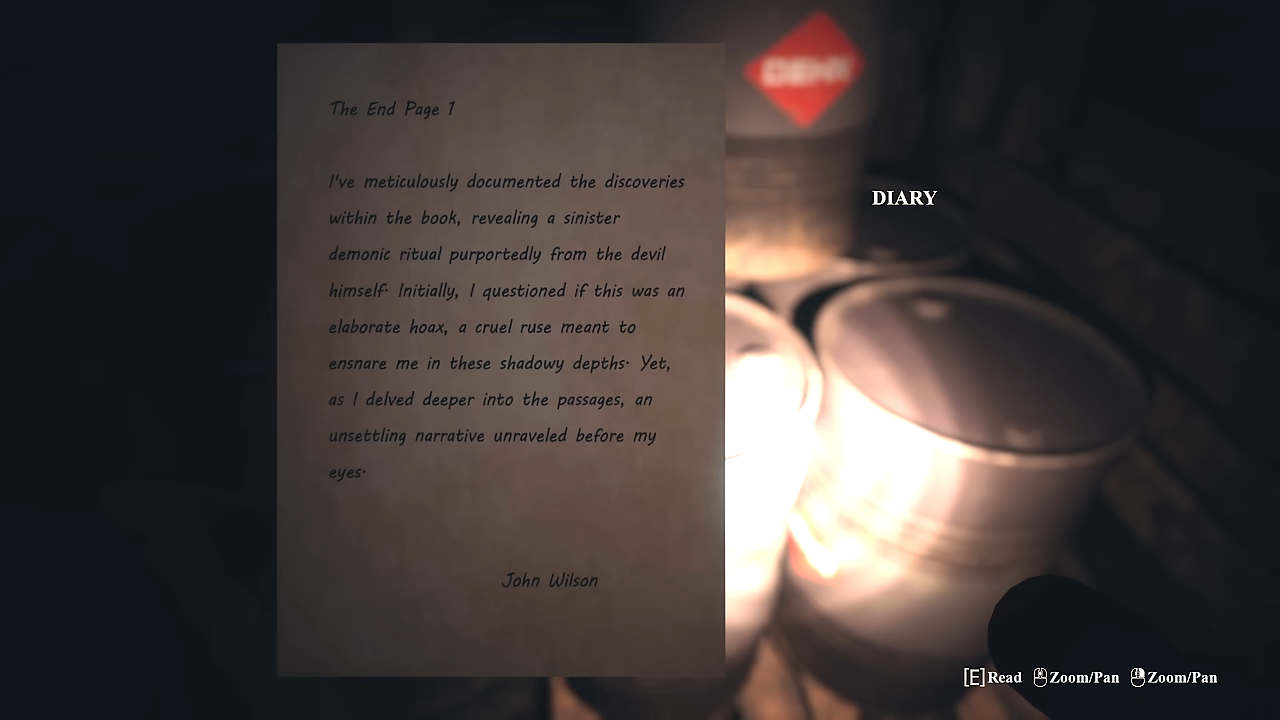 The End Page 1
I've meticulously documented the discoveries
within the book, revealing a sinister
demonic ritual purportedly from the devil
himself. Initially, I questioned if this was an
elaborate hoax, a cruel ruse meant to
ensnare me in these shadowy depths. Yet,
as I delved deeper into the passages, an
unsettling narrative unraveled before my
eyes.
John Wilson
DIARY
[E]Read Zoom/Pan Zoom/Pan